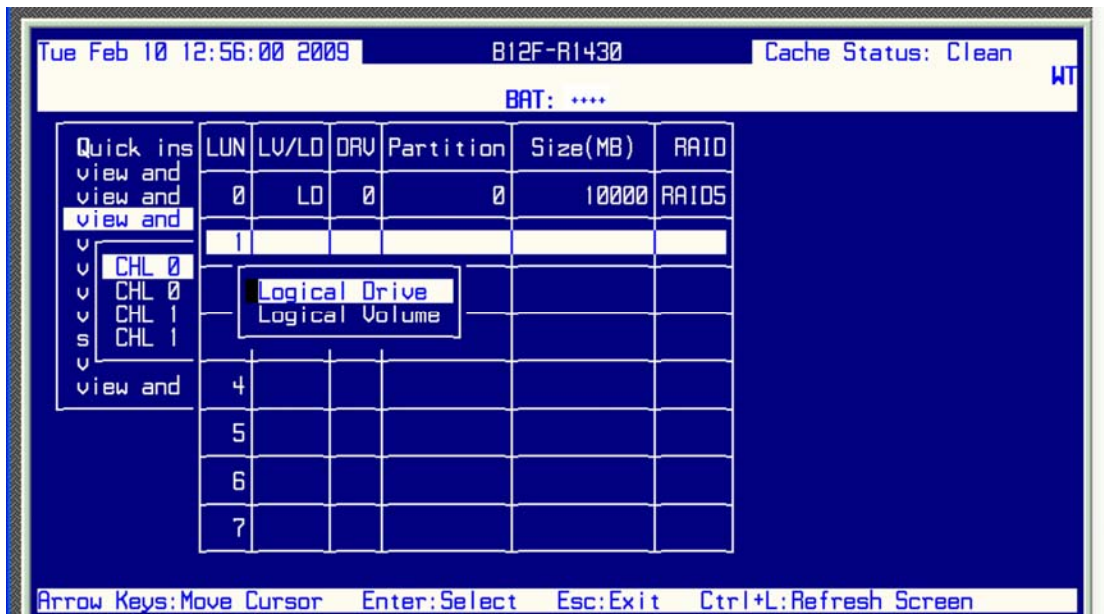 Tue Feb 10 12:56:00 2009 B12F-R1430 Cache Status: Clean
WT
BAT: ++++
Quick ins
view and
view and
view and
v
v
v
v
s
v
view and
CHL 0
CHL 0
CHL 1
CHL 1
LUN LV/LD DRV Partition Size(MB) RAID
0 LD 0 0 10000 RAID5
1
Logical Drive
Logical Volume
4
5
6
7
Arrow Keys:Move Cursor Enter:Select Esc:Exit Ctrl+L:Refresh Screen